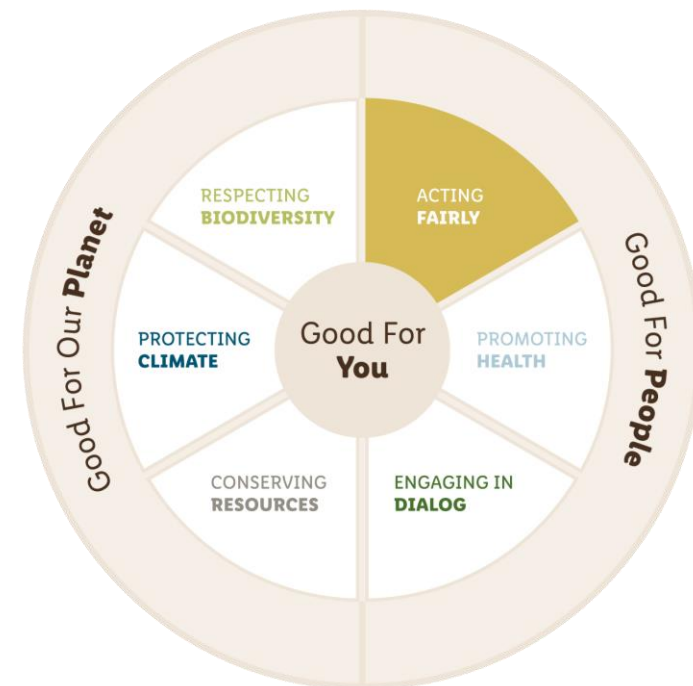 RESPECTING
BIODIVERSITY
ACTING
FAIRLY
Good For Our Planet
PROTECTING
CLIMATE
Good For
You
PROMOTING
HEALTH
Good For People
CONSERVING
RESOURCES
ENGAGING IN
DIALOG